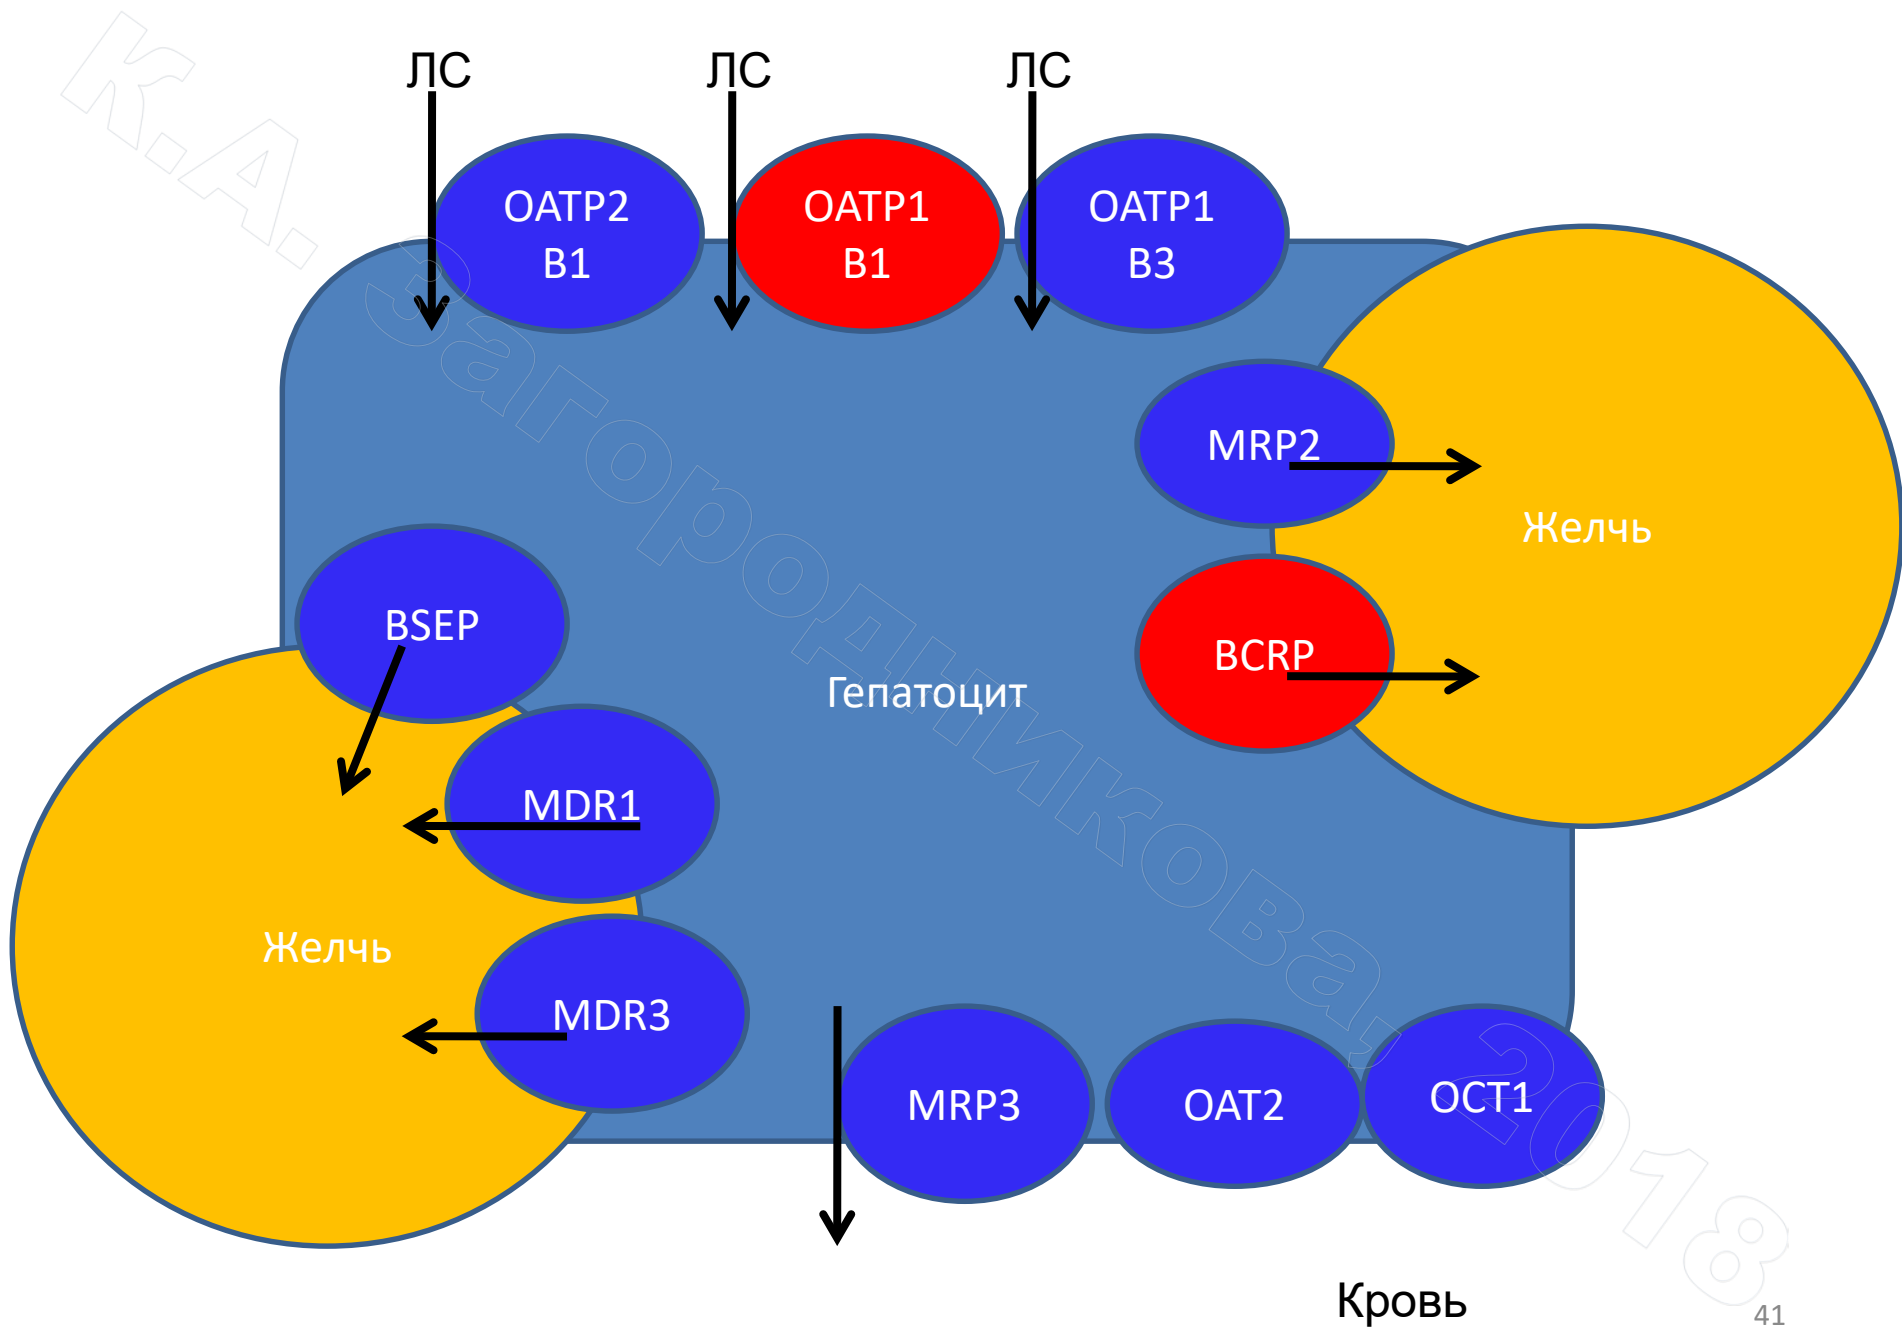 ЛС ЛС ЛС
OATP2
B1
OATP1
B1
OATP1
B3
MRP2
Желчь
BSEP
BCRP
Гепатоцит
MDR1
Желчь
MDR3
MRP3
OAT2
OCT1
Кровь
41
К.А. Загородникова, 2018